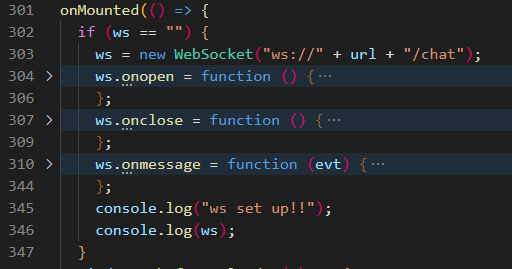 301 onMounted(() => {
302 if (ws == "") {
303 ws = new WebSocket("ws://" + url + "/chat");
304 > ws.onopen = function () {···
306 };
307 > ws.onclose = function () {···
309 };
310 > ws.onmessage = function (evt) {···
344 };
345 console.log("ws set up!!");
346 console.log(ws);
347 }